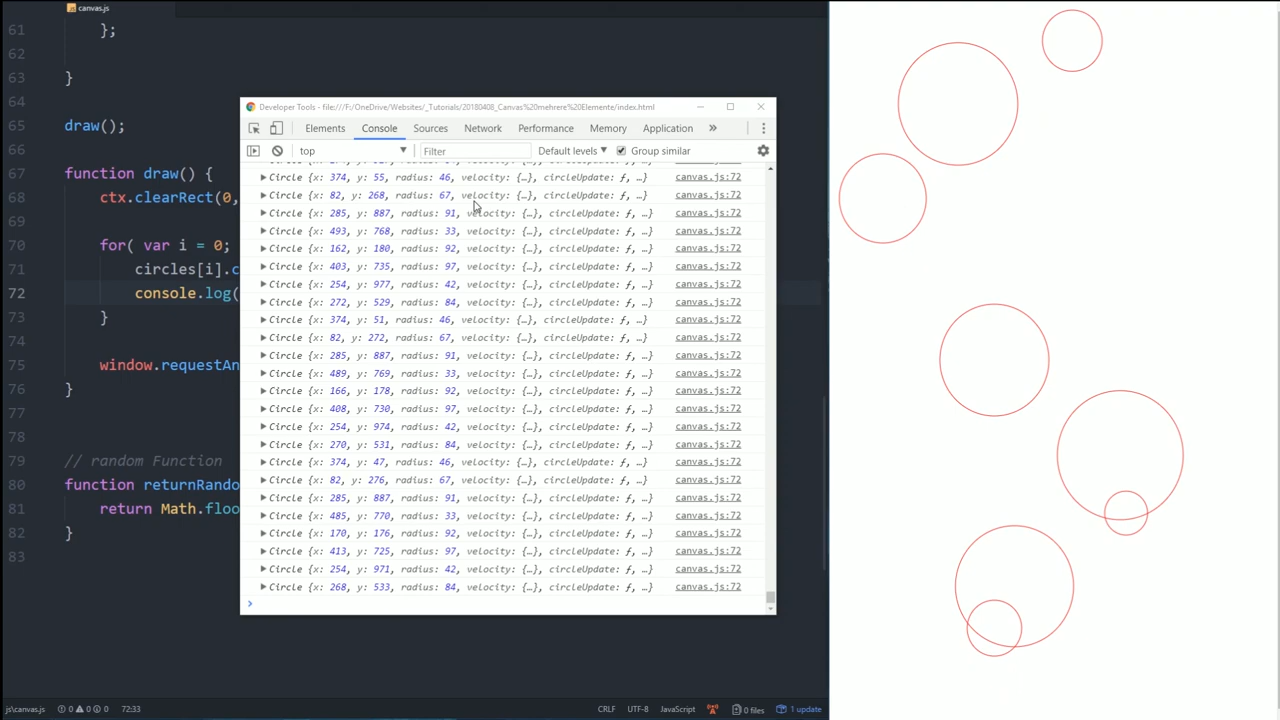 canvas.js
61 };
62
63 }
64
65 draw();
66
67 function draw() {
68 ctx.clearRect(0,
69
70 for( var i = 0;
71 circles[i].c
72 console.log(
73 }
74
75 window.requestAn
76 }
77
78
79 // random Function
80 function returnRando
81 return Math.floo
82 }
83
Developer Tools - file:///F:/OneDrive/Websites/_Tutorials/20180408_Canvas%20mehrere%20Elemente/index.html
Elements Console Sources Network Performance Memory Application »
top Filter Default levels Group similar
Circle {x: 374, y: 55, radius: 46, velocity: {…}, circleUpdate: ƒ, …} canvas.js:72
Circle {x: 82, y: 268, radius: 67, velocity: {…}, circleUpdate: ƒ, …} canvas.js:72
Circle {x: 285, y: 887, radius: 91, velocity: {…}, circleUpdate: ƒ, …} canvas.js:72
Circle {x: 493, y: 768, radius: 33, velocity: {…}, circleUpdate: ƒ, …} canvas.js:72
Circle {x: 162, y: 180, radius: 92, velocity: {…}, circleUpdate: ƒ, …} canvas.js:72
Circle {x: 403, y: 735, radius: 97, velocity: {…}, circleUpdate: ƒ, …} canvas.js:72
Circle {x: 254, y: 977, radius: 42, velocity: {…}, circleUpdate: ƒ, …} canvas.js:72
Circle {x: 272, y: 529, radius: 84, velocity: {…}, circleUpdate: ƒ, …} canvas.js:72
Circle {x: 374, y: 51, radius: 46, velocity: {…}, circleUpdate: ƒ, …} canvas.js:72
Circle {x: 82, y: 272, radius: 67, velocity: {…}, circleUpdate: ƒ, …} canvas.js:72
Circle {x: 285, y: 887, radius: 91, velocity: {…}, circleUpdate: ƒ, …} canvas.js:72
Circle {x: 489, y: 769, radius: 33, velocity: {…}, circleUpdate: ƒ, …} canvas.js:72
Circle {x: 166, y: 178, radius: 92, velocity: {…}, circleUpdate: ƒ, …} canvas.js:72
Circle {x: 408, y: 730, radius: 97, velocity: {…}, circleUpdate: ƒ, …} canvas.js:72
Circle {x: 254, y: 974, radius: 42, velocity: {…}, circleUpdate: ƒ, …} canvas.js:72
Circle {x: 270, y: 531, radius: 84, velocity: {…}, circleUpdate: ƒ, …} canvas.js:72
Circle {x: 374, y: 47, radius: 46, velocity: {…}, circleUpdate: ƒ, …} canvas.js:72
Circle {x: 82, y: 276, radius: 67, velocity: {…}, circleUpdate: ƒ, …} canvas.js:72
Circle {x: 285, y: 887, radius: 91, velocity: {…}, circleUpdate: ƒ, …} canvas.js:72
Circle {x: 485, y: 770, radius: 33, velocity: {…}, circleUpdate: ƒ, …} canvas.js:72
Circle {x: 170, y: 176, radius: 92, velocity: {…}, circleUpdate: ƒ, …} canvas.js:72
Circle {x: 413, y: 725, radius: 97, velocity: {…}, circleUpdate: ƒ, …} canvas.js:72
Circle {x: 254, y: 971, radius: 42, velocity: {…}, circleUpdate: ƒ, …} canvas.js:72
Circle {x: 268, y: 533, radius: 84, velocity: {…}, circleUpdate: ƒ, …} canvas.js:72
js\canvas.js 0 0 0 72:33 CRLF UTF-8 JavaScript 0 files 1 update